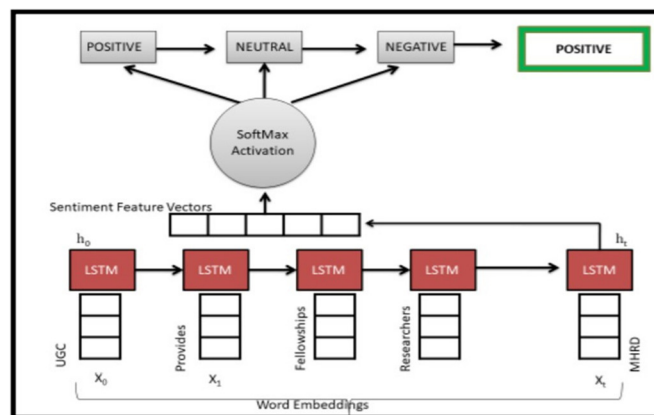 POSITIVE NEUTRAL NEGATIVE POSITIVE
SoftMax
Activation
Sentiment Feature Vectors
h₀ hₜ
LSTM LSTM LSTM LSTM LSTM
UGC Provides Fellowships Researchers MHRD
X₀ X₁ Xₜ
Word Embeddings